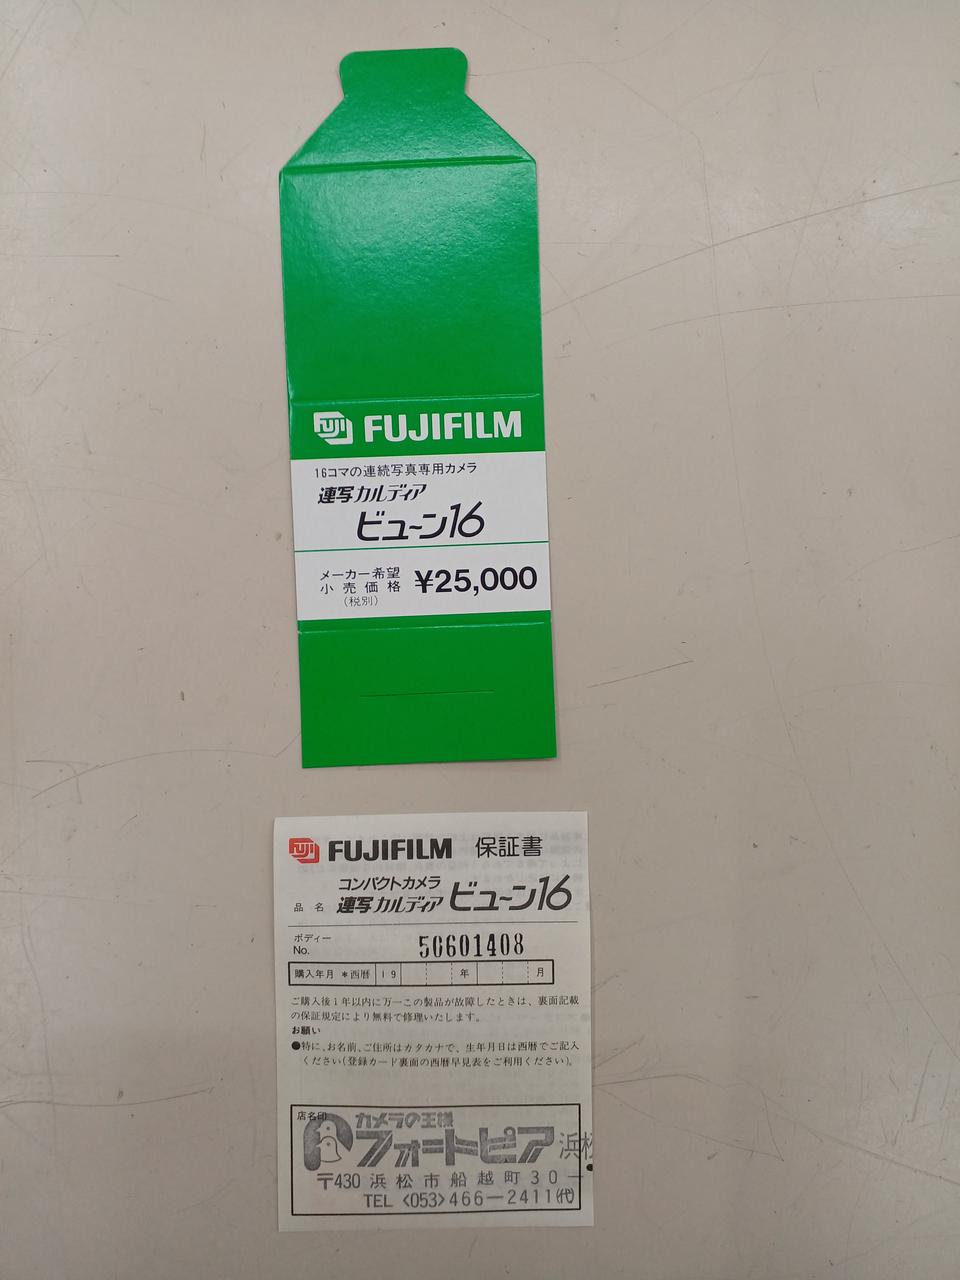 FUJI FUJIFILM
16コマの連続写真専用カメラ
連写カルディア
ビューン16
メーカー希望
小売価格
(税別)
¥25,000
FUJI FUJIFILM 保証書
コンパクトカメラ
品名 連写カルディア ビューン16
ボディー
No. 50601408
購入年月 *西暦 19 年 月
ご購入後1年以内に万一この製品が故障したときは、裏面記載
の保証規定により無料で修理いたします。
お願い
●特に、お名前、ご住所はカタカナで、生年月日は西暦でご記入
ください(登録カード裏面の西暦早見表をご利用ください)。
店名印
カメラの王様
フォートピア 浜松
〒430 浜松市船越町30一
TEL <053>466-2411(代)